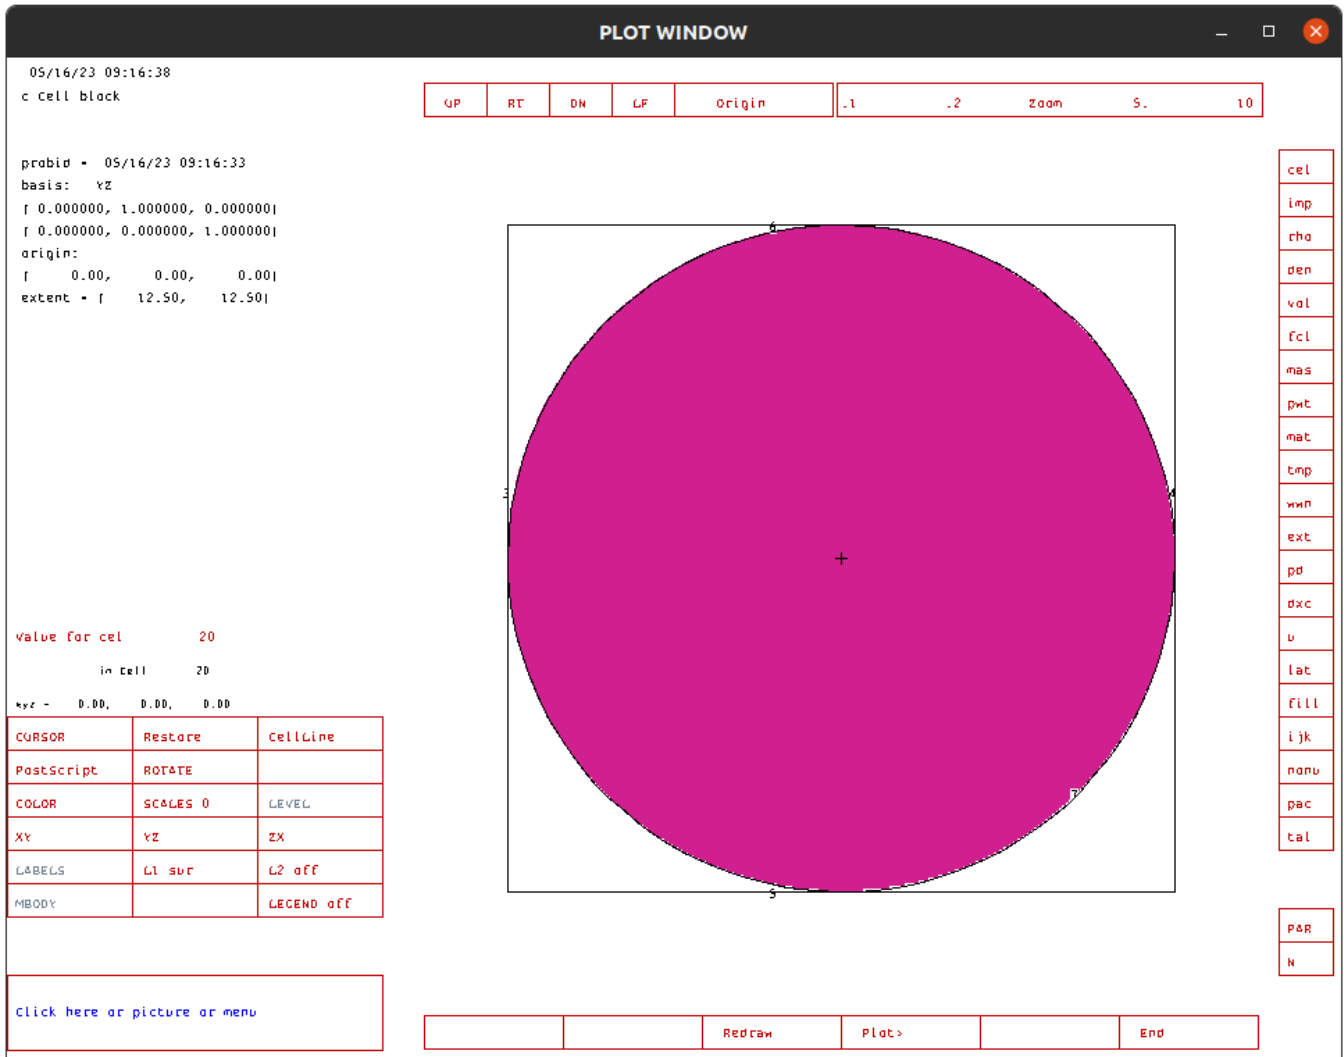 PLOT WINDOW
05/16/23 09:16:38
c Cell block
UP RT DN LF Origin .1 .2 Zoom 5. 10
probid = 05/16/23 09:16:33
basis: YZ
( 0.000000, 1.000000, 0.000000)
( 0.000000, 0.000000, 1.000000)
origin:
( 0.00, 0.00, 0.00)
extent = ( 12.50, 12.50)
cel
imp
rho
den
vol
fcl
mas
pwt
mat
tmp
wwn
ext
pd
dxc
u
lat
fill
ijk
nonu
pac
tal
6
3
4
7
5
Value for cel 20
in cell 20
xyz = 0.00, 0.00, 0.00
CURSOR Restore CellLine
PostScript ROTATE
COLOR SCALES 0 LEVEL
XY YZ ZX
LABELS L1 sur L2 off
MBODY LEGEND off
PAR
N
Click here or picture or menu
Redraw Plot> End